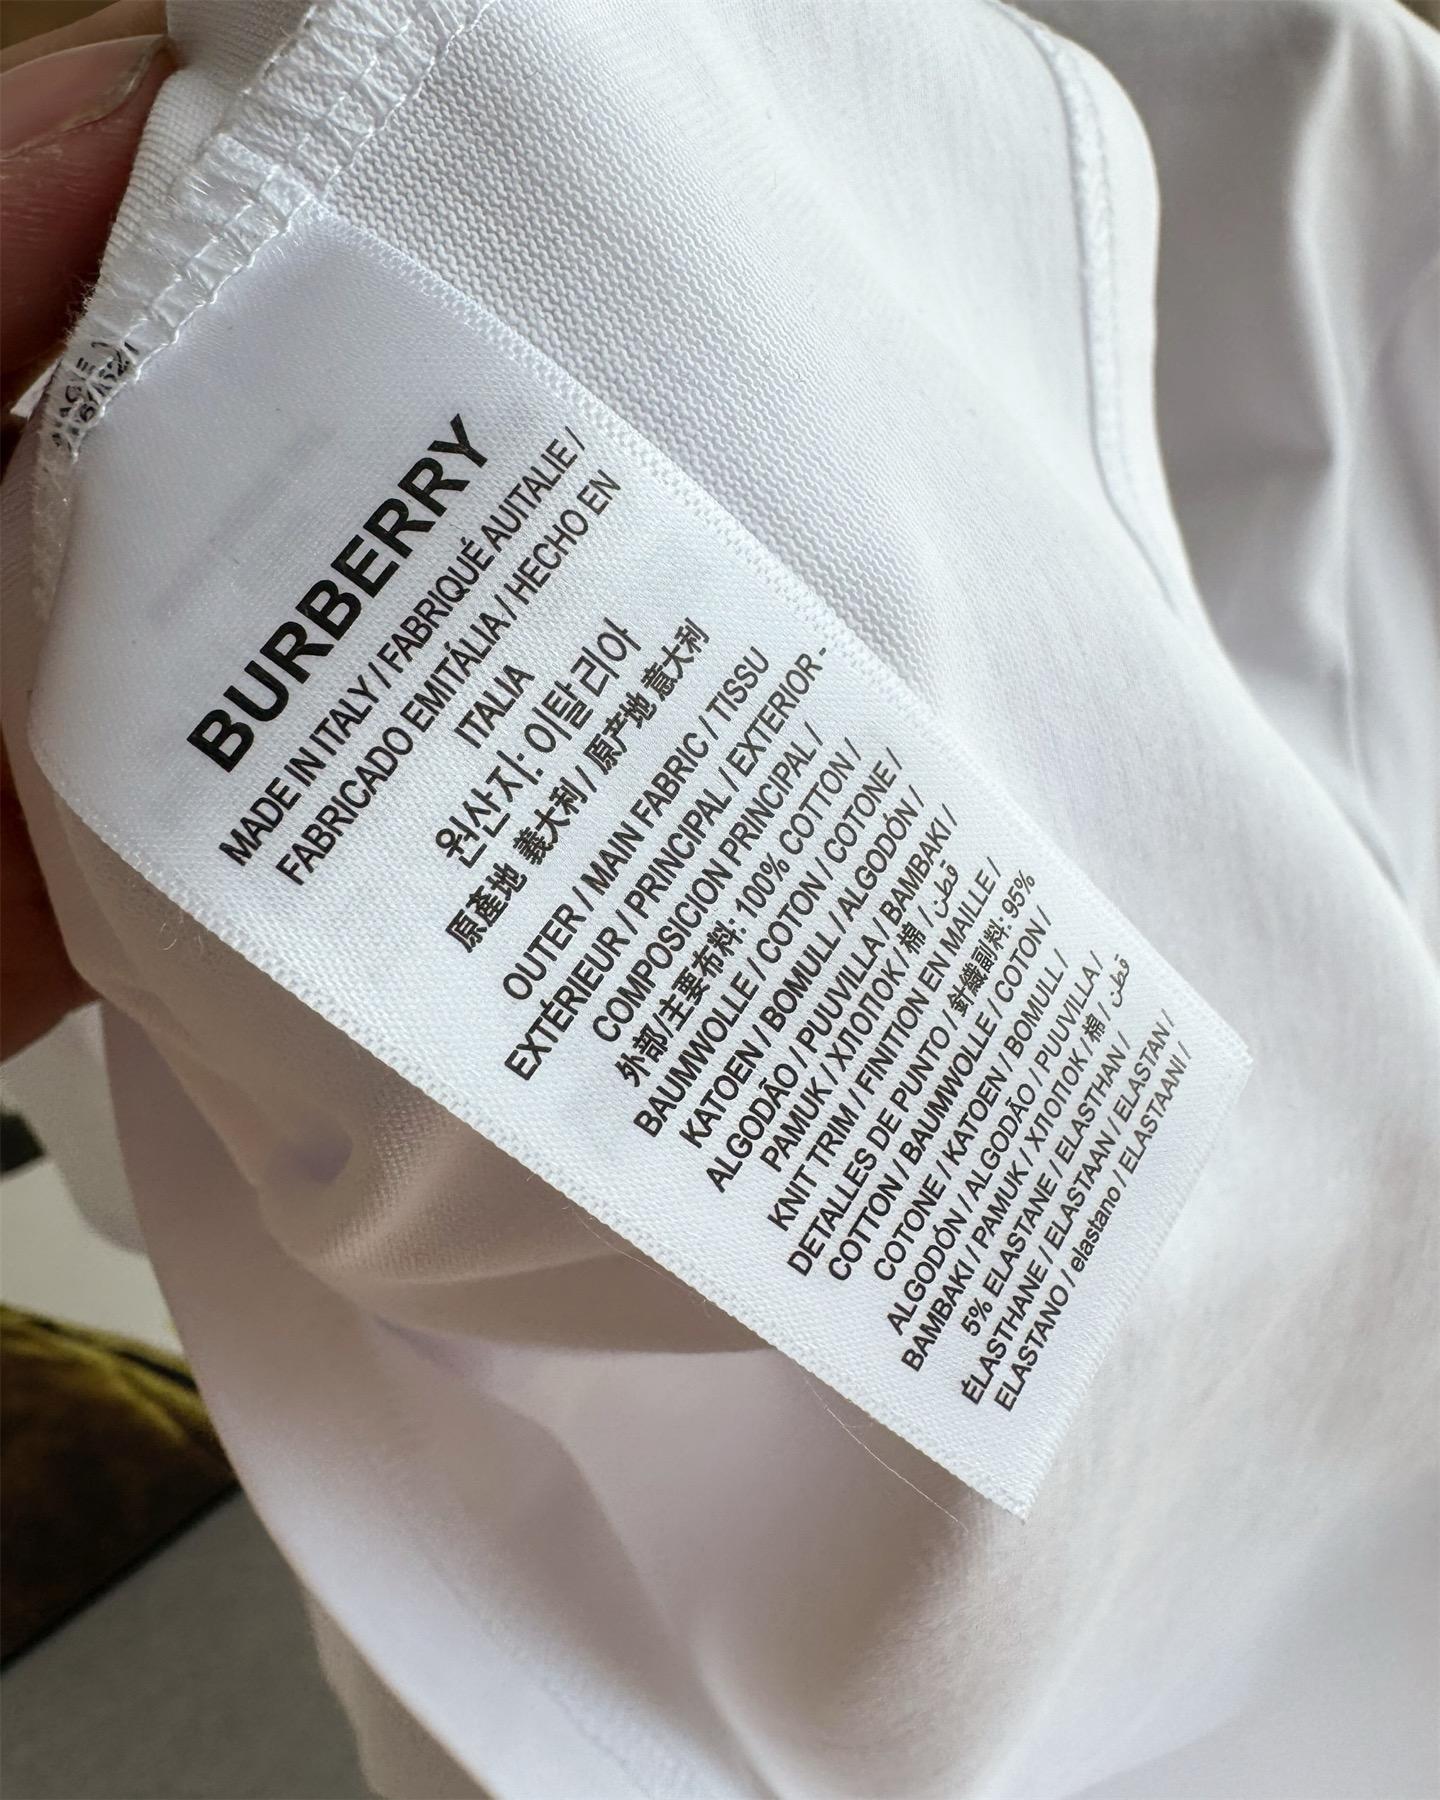 BURBERRY
MADE IN ITALY / FABRIQUÉ AUITALIE /
FABRICADO EMITÁLIA / HECHO EN
ITALIA
원산지: 이탈리아
原產地 義大利 / 原产地 意大利
OUTER / MAIN FABRIC / TISSU
EXTÉRIEUR / PRINCIPAL / EXTERIOR -
COMPOSICION PRINCIPAL /
外部/主要布料: 100% COTTON /
BAUMWOLLE / COTON / COTONE /
KATOEN / BOMULL / ALGODÓN /
ALGODÃO / PUUVILLA / BAMBAKI /
PAMUK / ХЛОПОК / 棉 / قطن
KNIT TRIM / FINITION EN MAILLE /
DETALLES DE PUNTO / 針織副料: 95%
COTTON / BAUMWOLLE / COTON /
COTONE / KATOEN / BOMULL /
ALGODÓN / ALGODÃO / PUUVILLA /
BAMBAKI / PAMUK / ХЛОПОК / 棉 / قطن
5% ELASTANE / ELASTHAN /
ÉLASTHANE / ELASTAAN / ELASTAN /
ELASTANO / elastano / ELASTAANI /